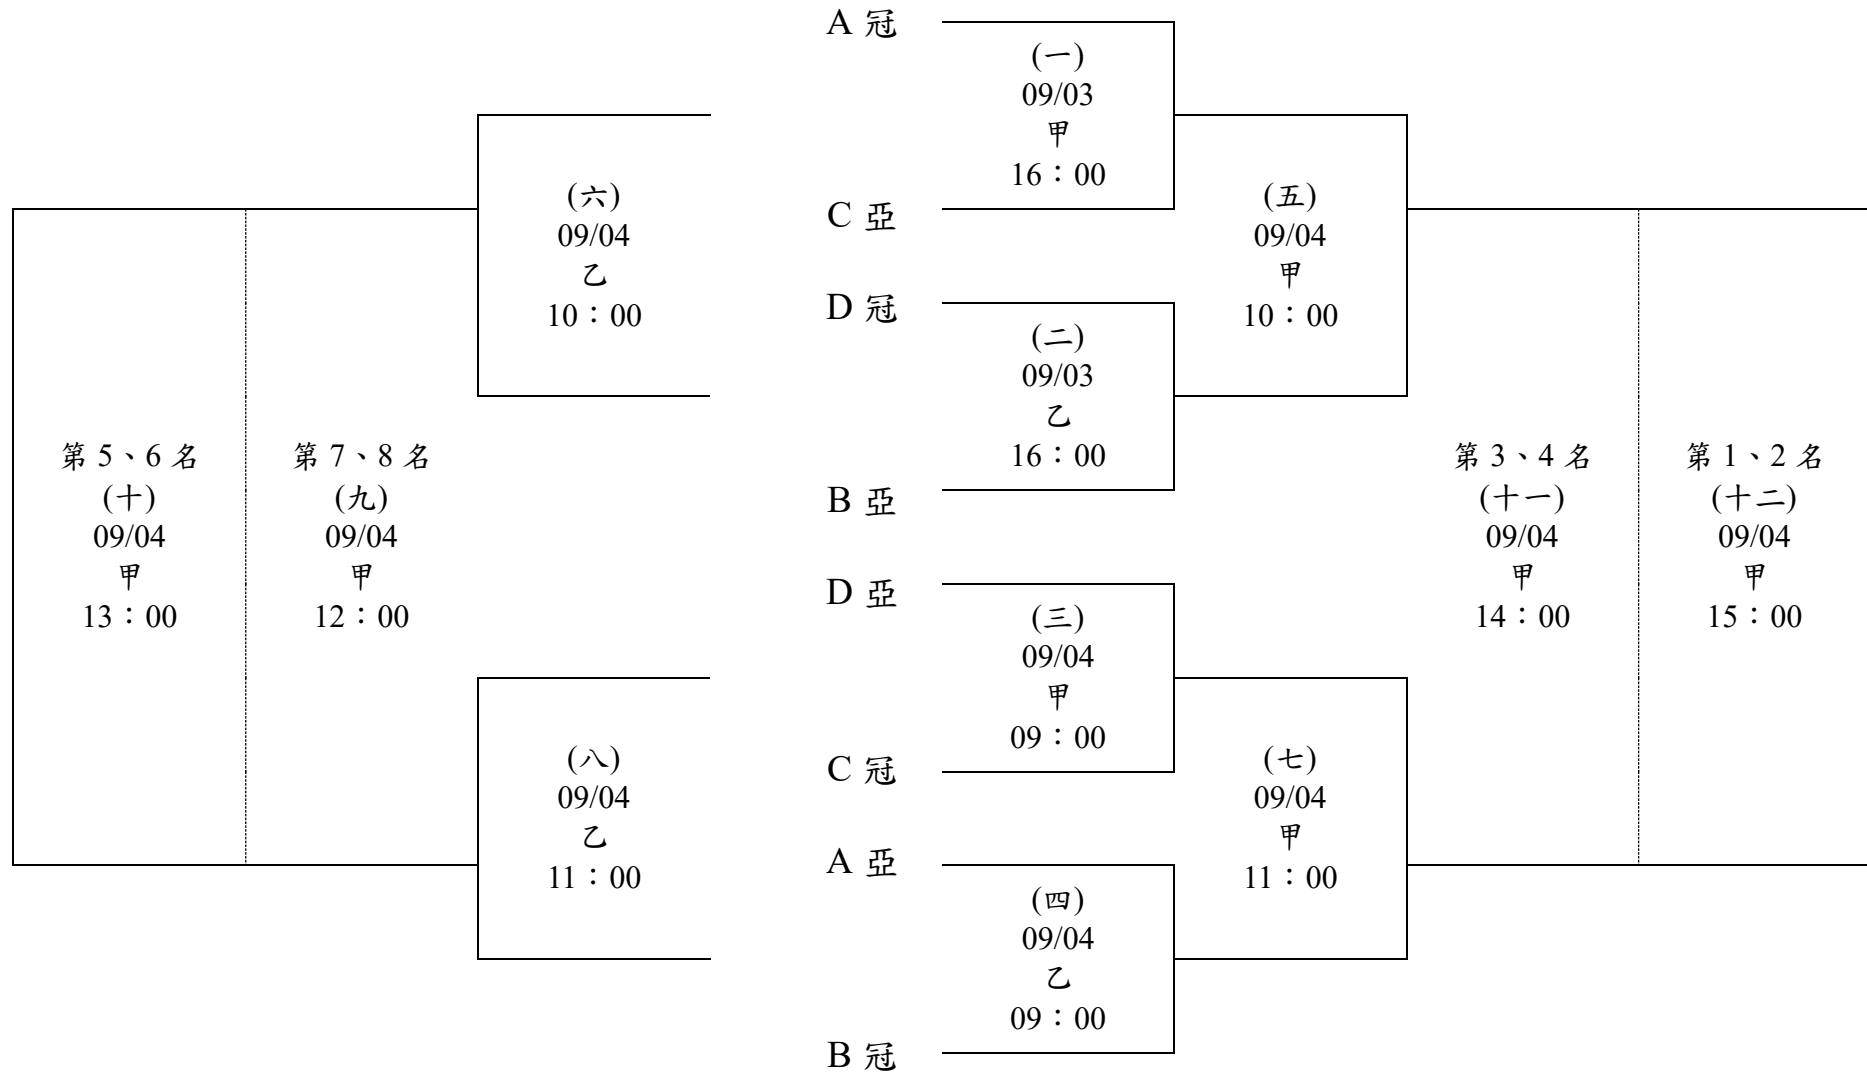 A 冠
(一)
09/03
甲
16：00
C 亞
D 冠
(二)
09/03
乙
16：00
B 亞
D 亞
(三)
09/04
甲
09：00
C 冠
A 亞
(四)
09/04
乙
09：00
B 冠
(五)
09/04
甲
10：00
(七)
09/04
甲
11：00
第 3、4 名
(十一)
09/04
甲
14：00
第 1、2 名
(十二)
09/04
甲
15：00
(六)
09/04
乙
10：00
(八)
09/04
乙
11：00
第 7、8 名
(九)
09/04
甲
12：00
第 5、6 名
(十)
09/04
甲
13：00